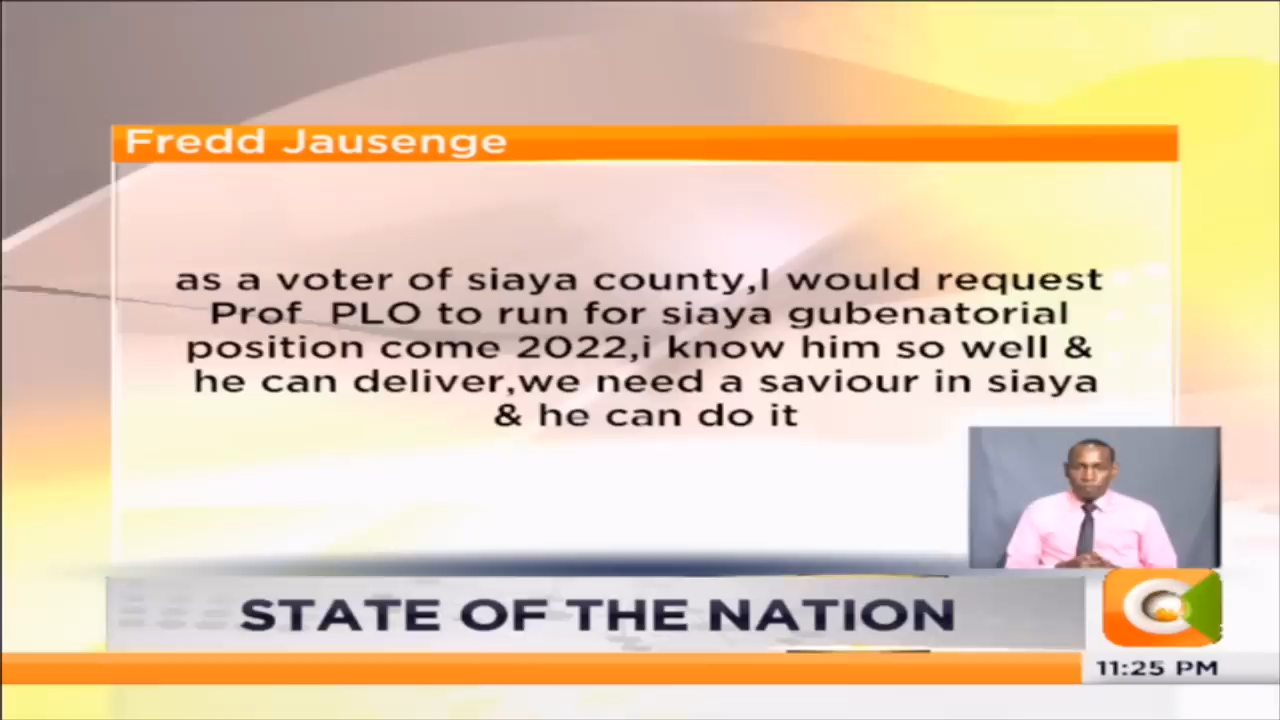 Fredd Jausenge
as a voter of siaya county,I would request
Prof PLO to run for siaya gubenatorial
position come 2022,i know him so well &
he can deliver,we need a saviour in siaya
& he can do it
STATE OF THE NATION
11:25 PM